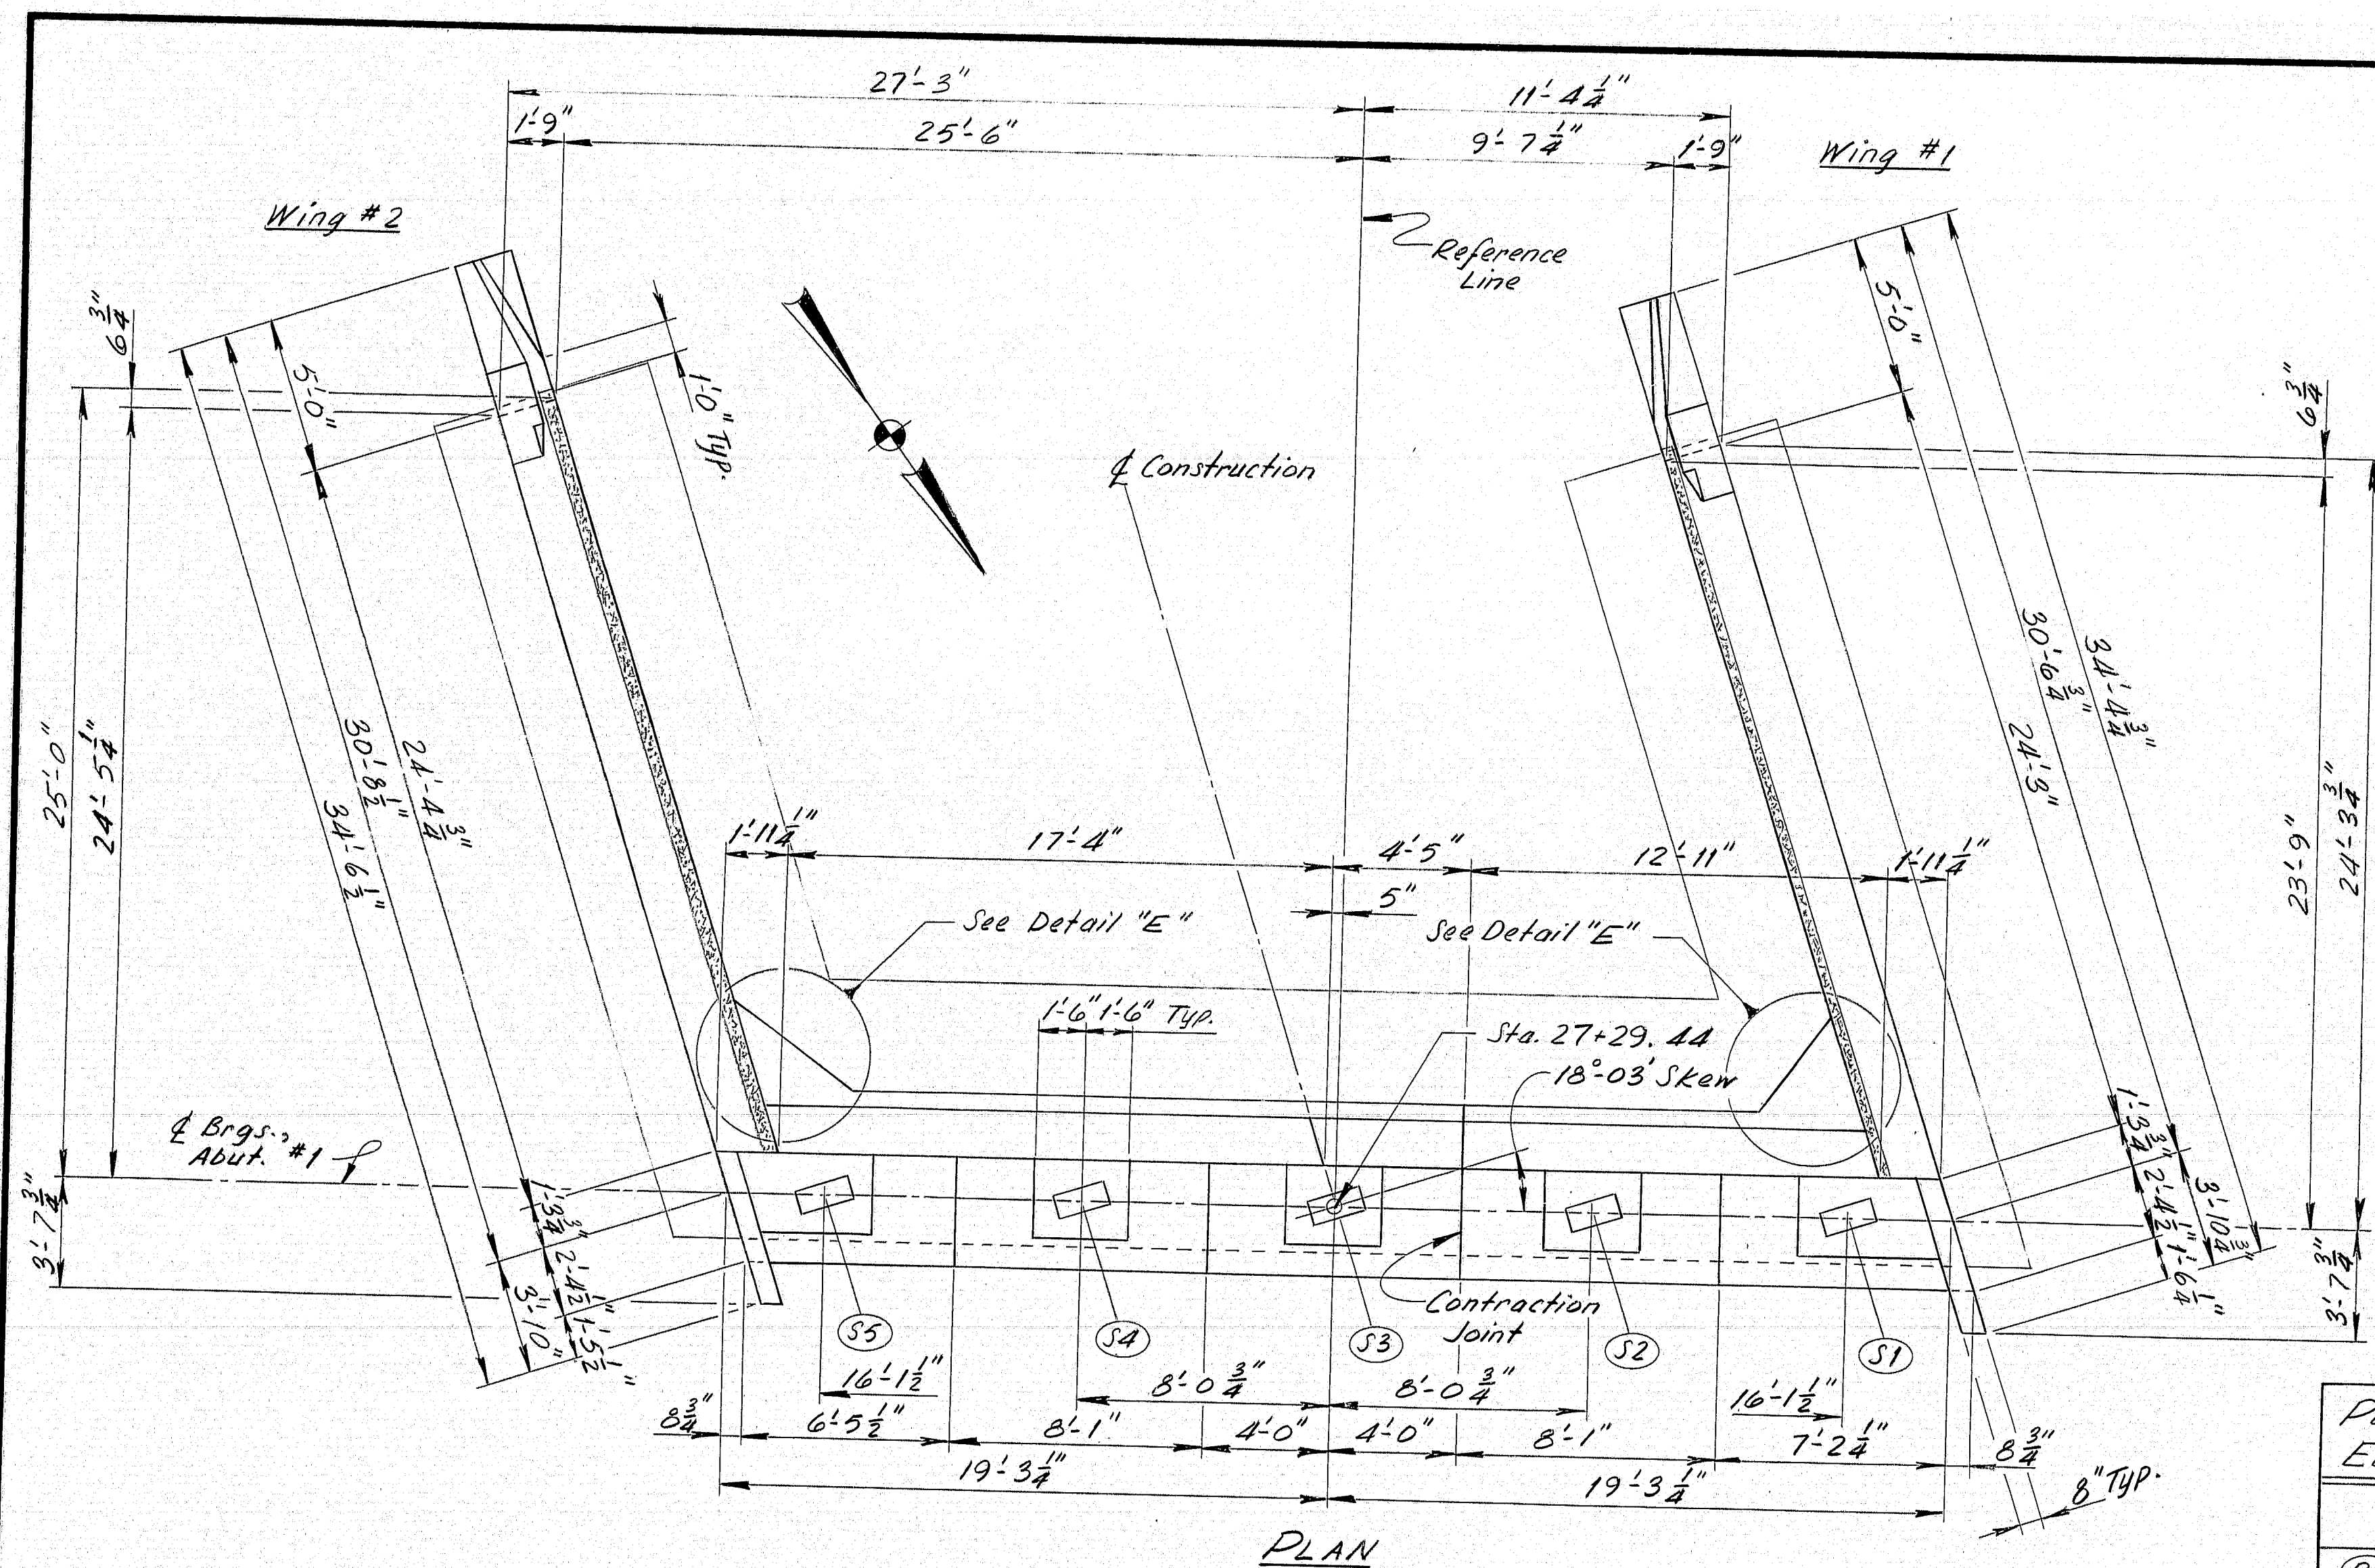 27'-3"
11'-4 1/4"
1'-9"
25'-6"
9'-7 1/4"
1'-9"
Wing #1
Wing #2
Reference
Line
6 3/4"
5'-0"
1'-0" Typ.
5'-0"
6 3/4"
℄ Construction
25'-0"
24'-5 1/4"
34'-6 1/2"
30'-8 1/2"
24'-4 3/4"
24'-8"
30'-6 3/4"
34'-4 3/4"
23'-9"
24'-3 3/4"
1'-11 1/4"
17'-4"
4'-5"
12'-11"
1'-11 1/4"
5"
See Detail "E"
See Detail "E"
1'-6" 1'-6" Typ.
Sta. 27+29.44
18°-03' Skew
℄ Brgs.,
Abut. #1
3'-7 3/4"
1'-3 3/4"
2'-4 1/2"
1'-5 1/2"
3'-10"
1'-3 3/4"
2'-4 1/2"
1'-6 1/4"
3'-10 3/4"
3'-7 3/4"
Contraction
Joint
S5
S4
S3
S2
S1
16'-1 1/2"
8'-0 3/4"
8'-0 3/4"
16'-1 1/2"
8 3/4"
6'-5 1/2"
8'-1"
4'-0"
4'-0"
8'-1"
7'-2 1/4"
8 3/4"
19'-3 1/4"
19'-3 1/4"
8" Typ.
PLAN